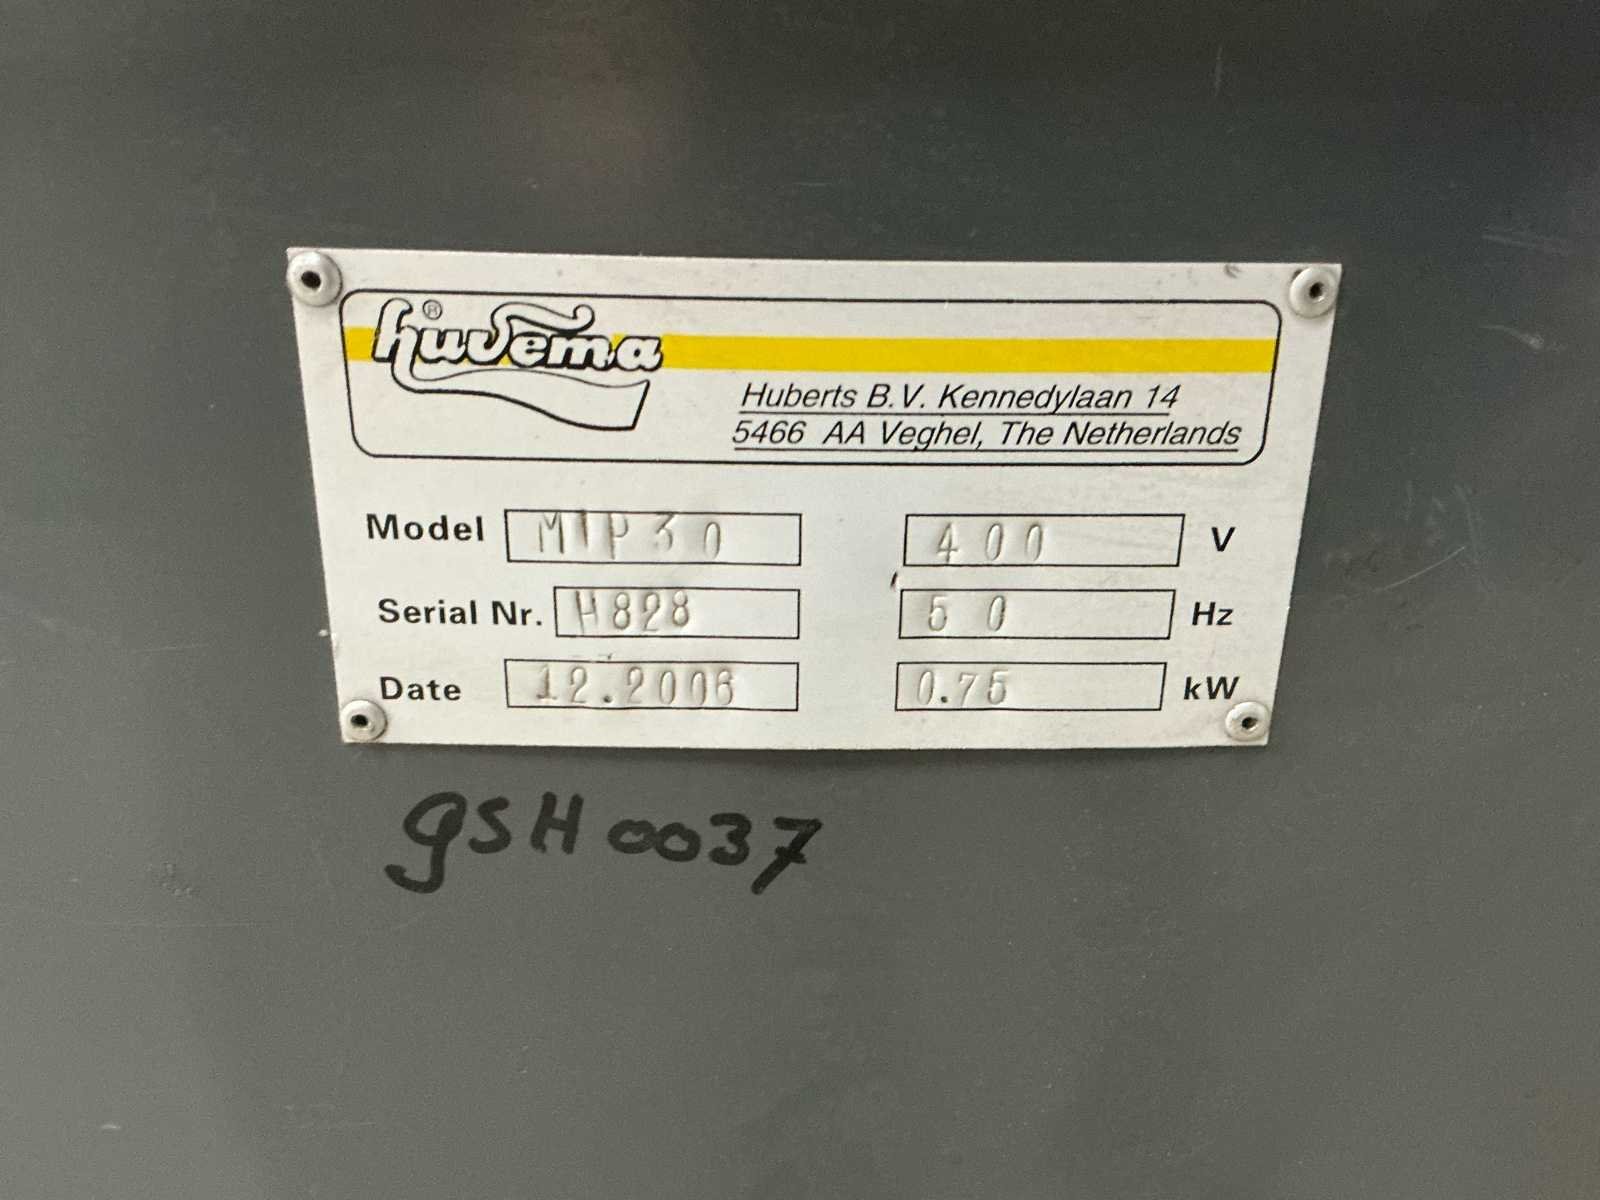 huvema ®
Huberts B.V. Kennedylaan 14
5466 AA Veghel, The Netherlands
Model MIP30 400 V
Serial Nr. H828 50 Hz
Date 12.2006 0.75 kW
gSH0037